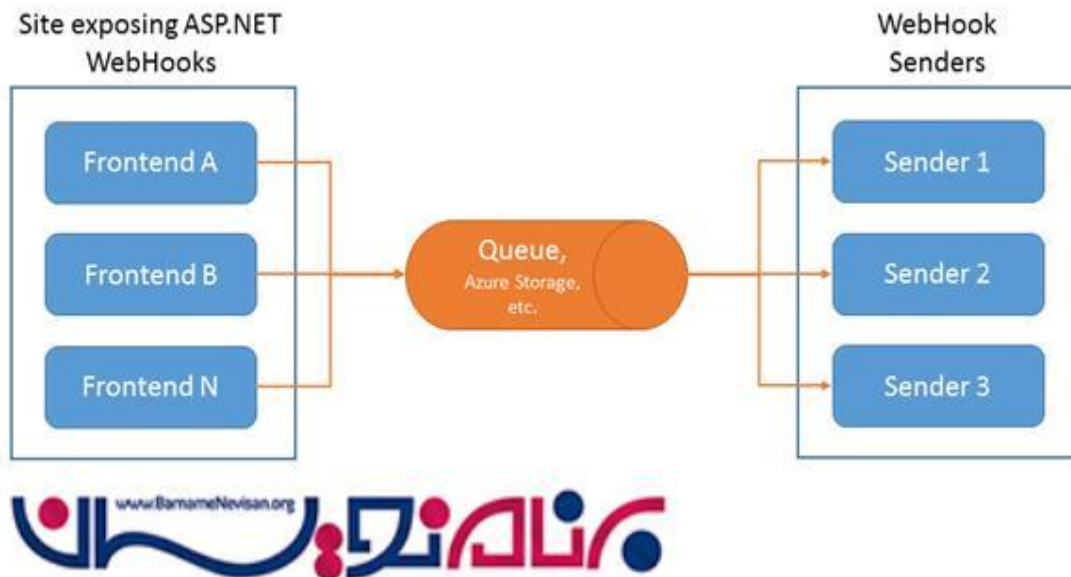 Site exposing ASP.NET
WebHooks
WebHook
Senders
Frontend A
Frontend B
Frontend N
Queue,
Azure Storage,
etc.
Sender 1
Sender 2
Sender 3
www.BarnameNevisan.org
برنامه نویسان